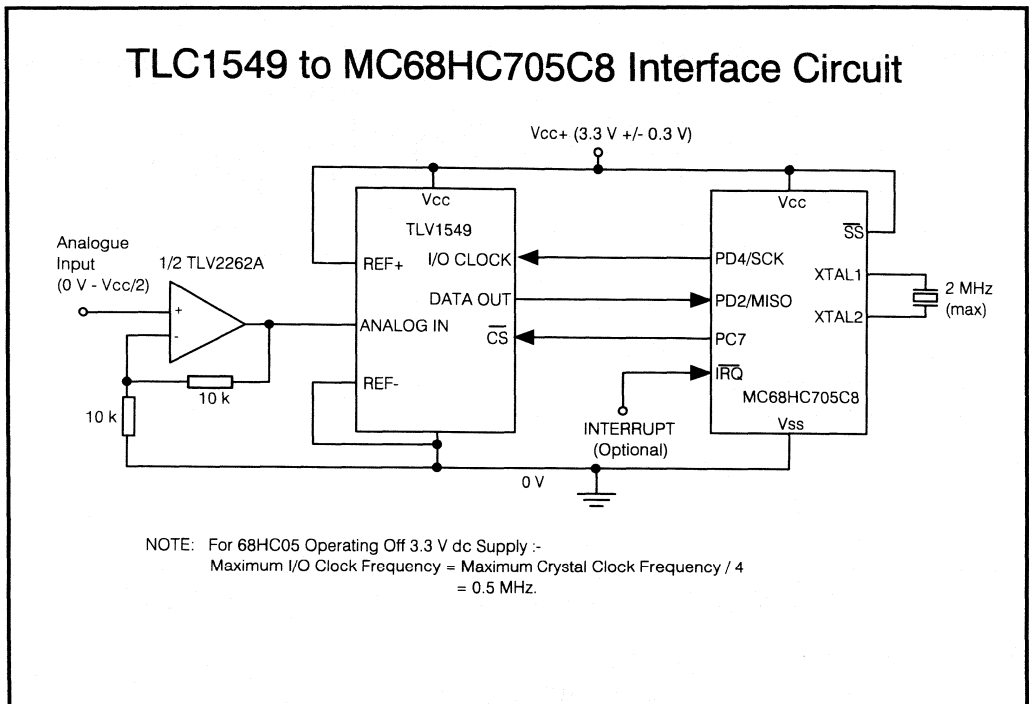 TLC1549 to MC68HC705C8 Interface Circuit
Vcc+ (3.3 V +/- 0.3 V)
Vcc
TLV1549
REF+
I/O CLOCK
DATA OUT
ANALOG IN
CS
REF-
Analogue
Input
(0 V - Vcc/2)
1/2 TLV2262A
+
-
10 k
10 k
Vcc
SS
PD4/SCK
XTAL1
PD2/MISO
XTAL2
PC7
IRQ
MC68HC705C8
Vss
2 MHz
(max)
INTERRUPT
(Optional)
0 V
NOTE: For 68HC05 Operating Off 3.3 V dc Supply :-
Maximum I/O Clock Frequency = Maximum Crystal Clock Frequency / 4
= 0.5 MHz.